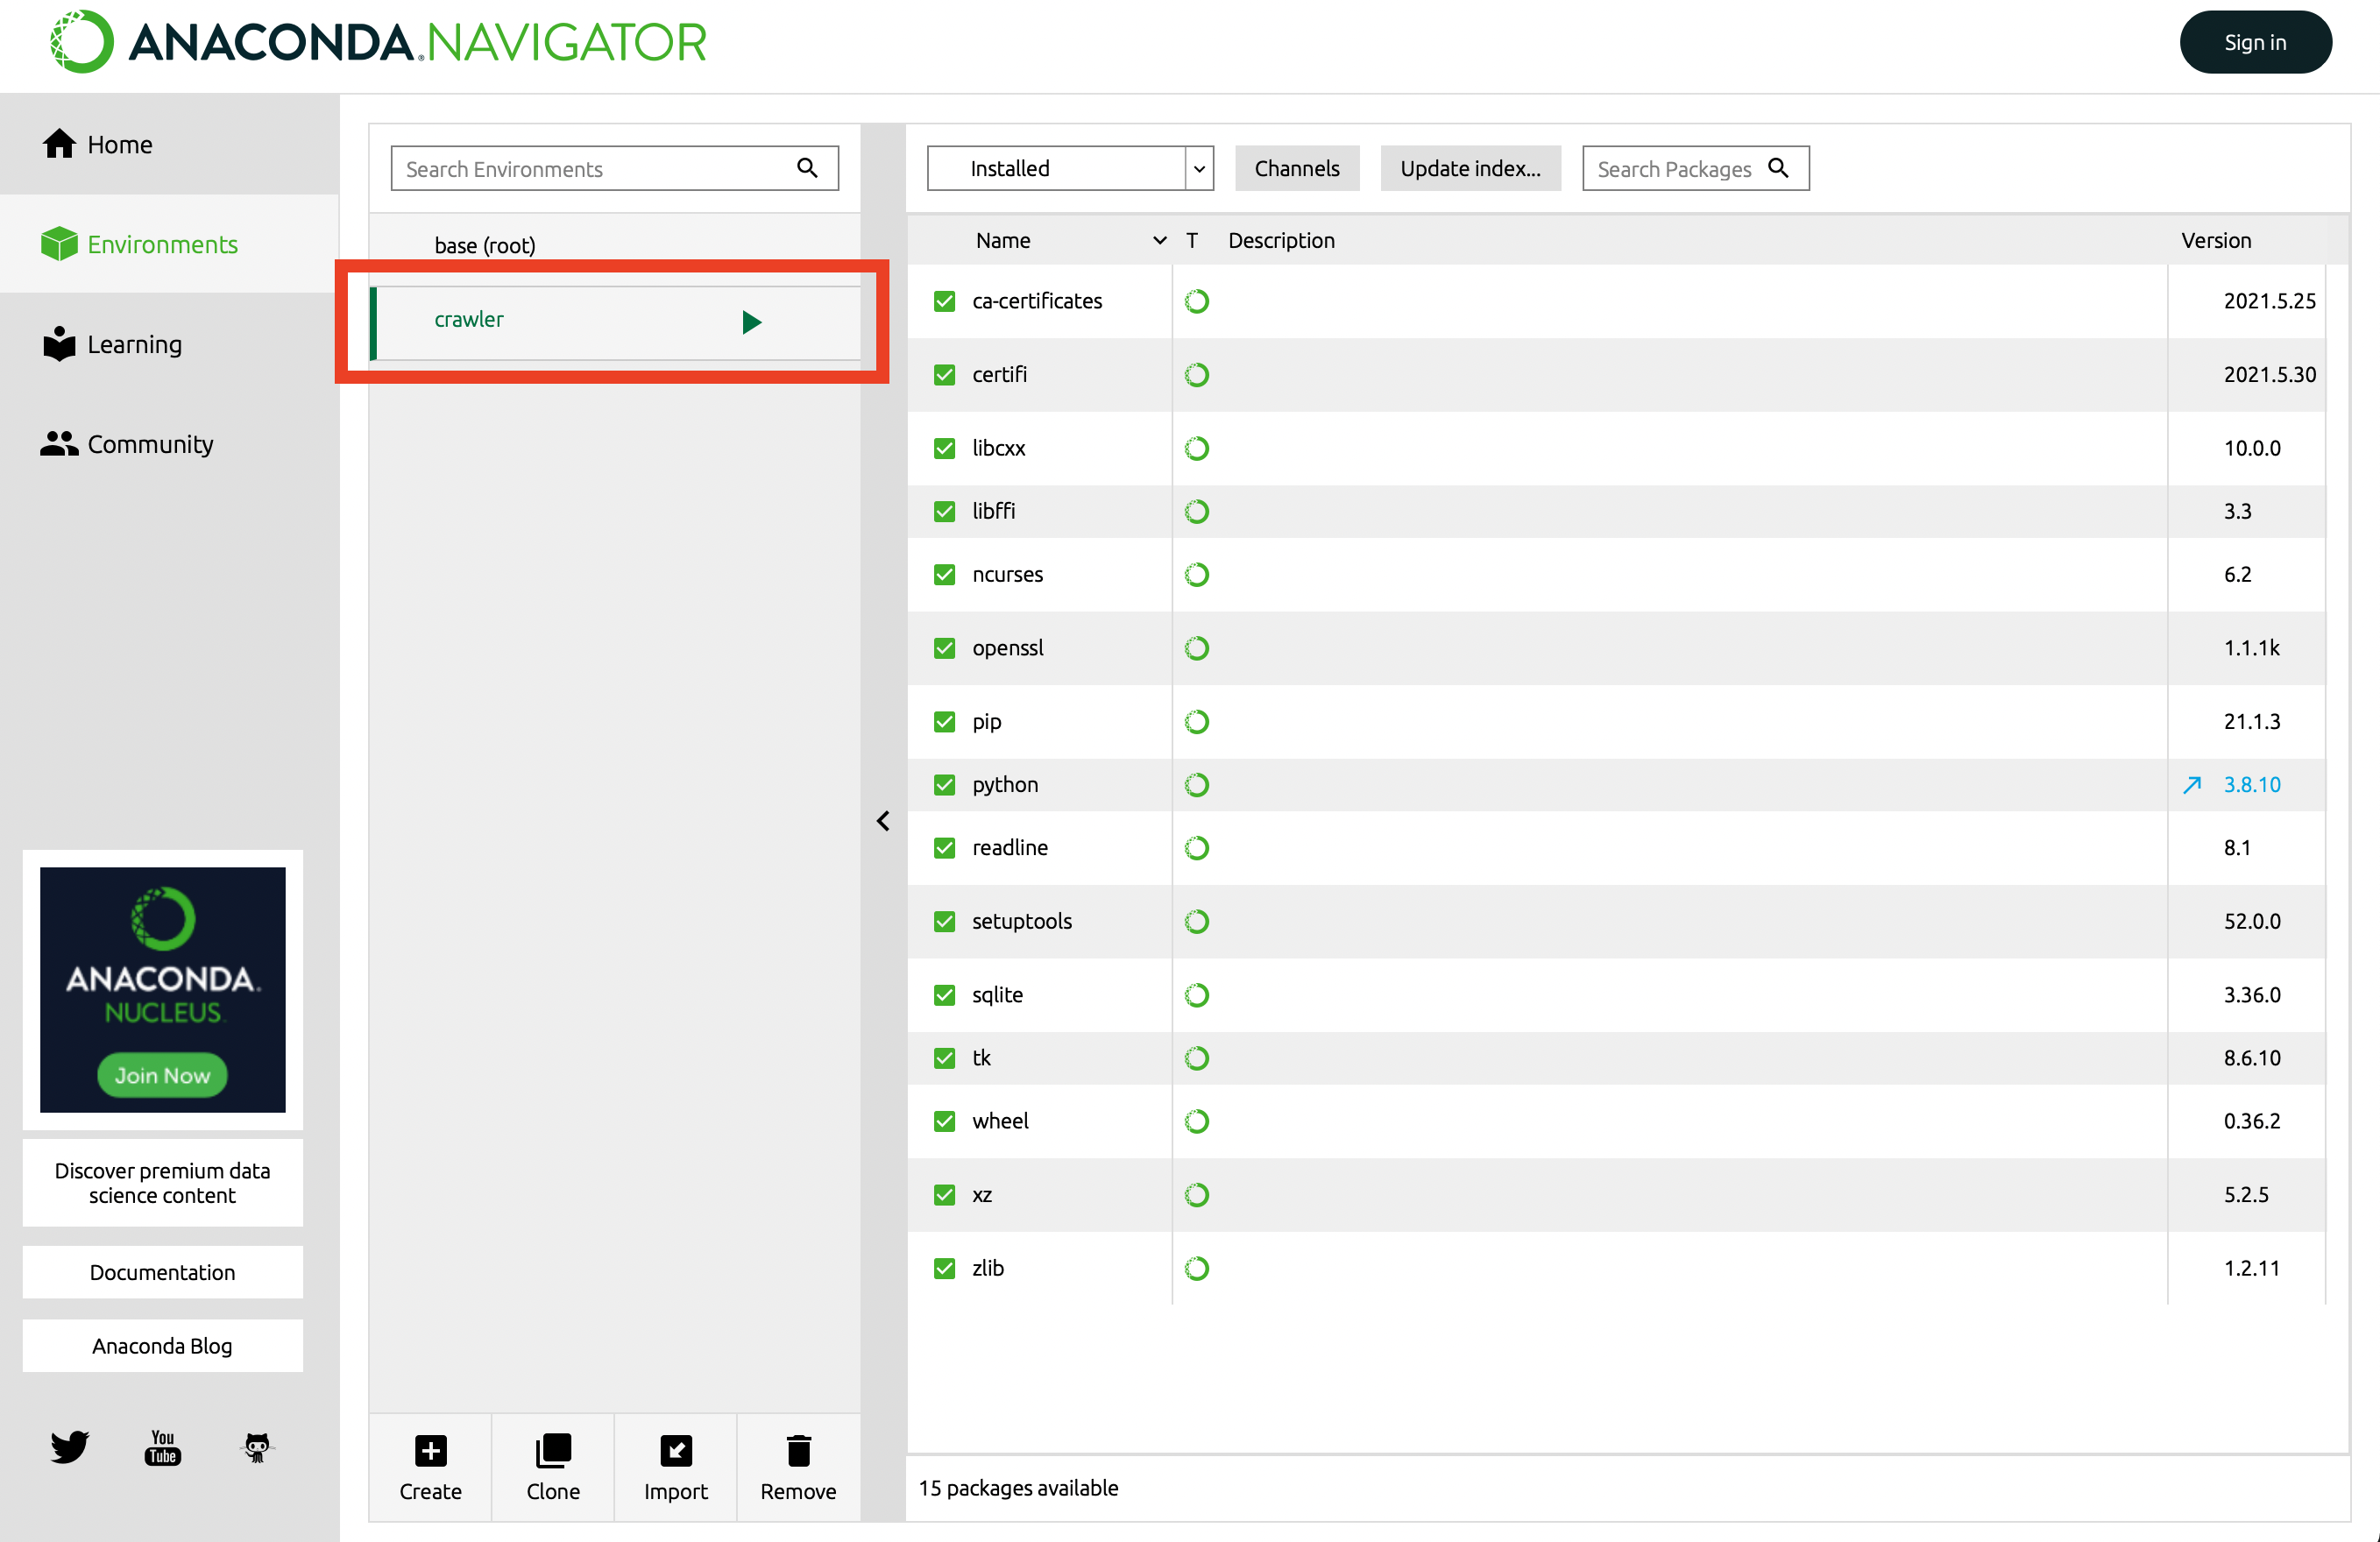 ANACONDA.NAVIGATOR
Sign in
Home
Environments
Learning
Community
ANACONDA.
NUCLEUS.
Join Now
Discover premium data
science content
Documentation
Anaconda Blog
You
Tube
Search Environments
base (root)
crawler
Create
Clone
Import
Remove
Installed
Channels
Update index...
Search Packages
Name T Description Version
ca-certificates 2021.5.25
certifi 2021.5.30
libcxx 10.0.0
libffi 3.3
ncurses 6.2
openssl 1.1.1k
pip 21.1.3
python 3.8.10
readline 8.1
setuptools 52.0.0
sqlite 3.36.0
tk 8.6.10
wheel 0.36.2
xz 5.2.5
zlib 1.2.11
15 packages available